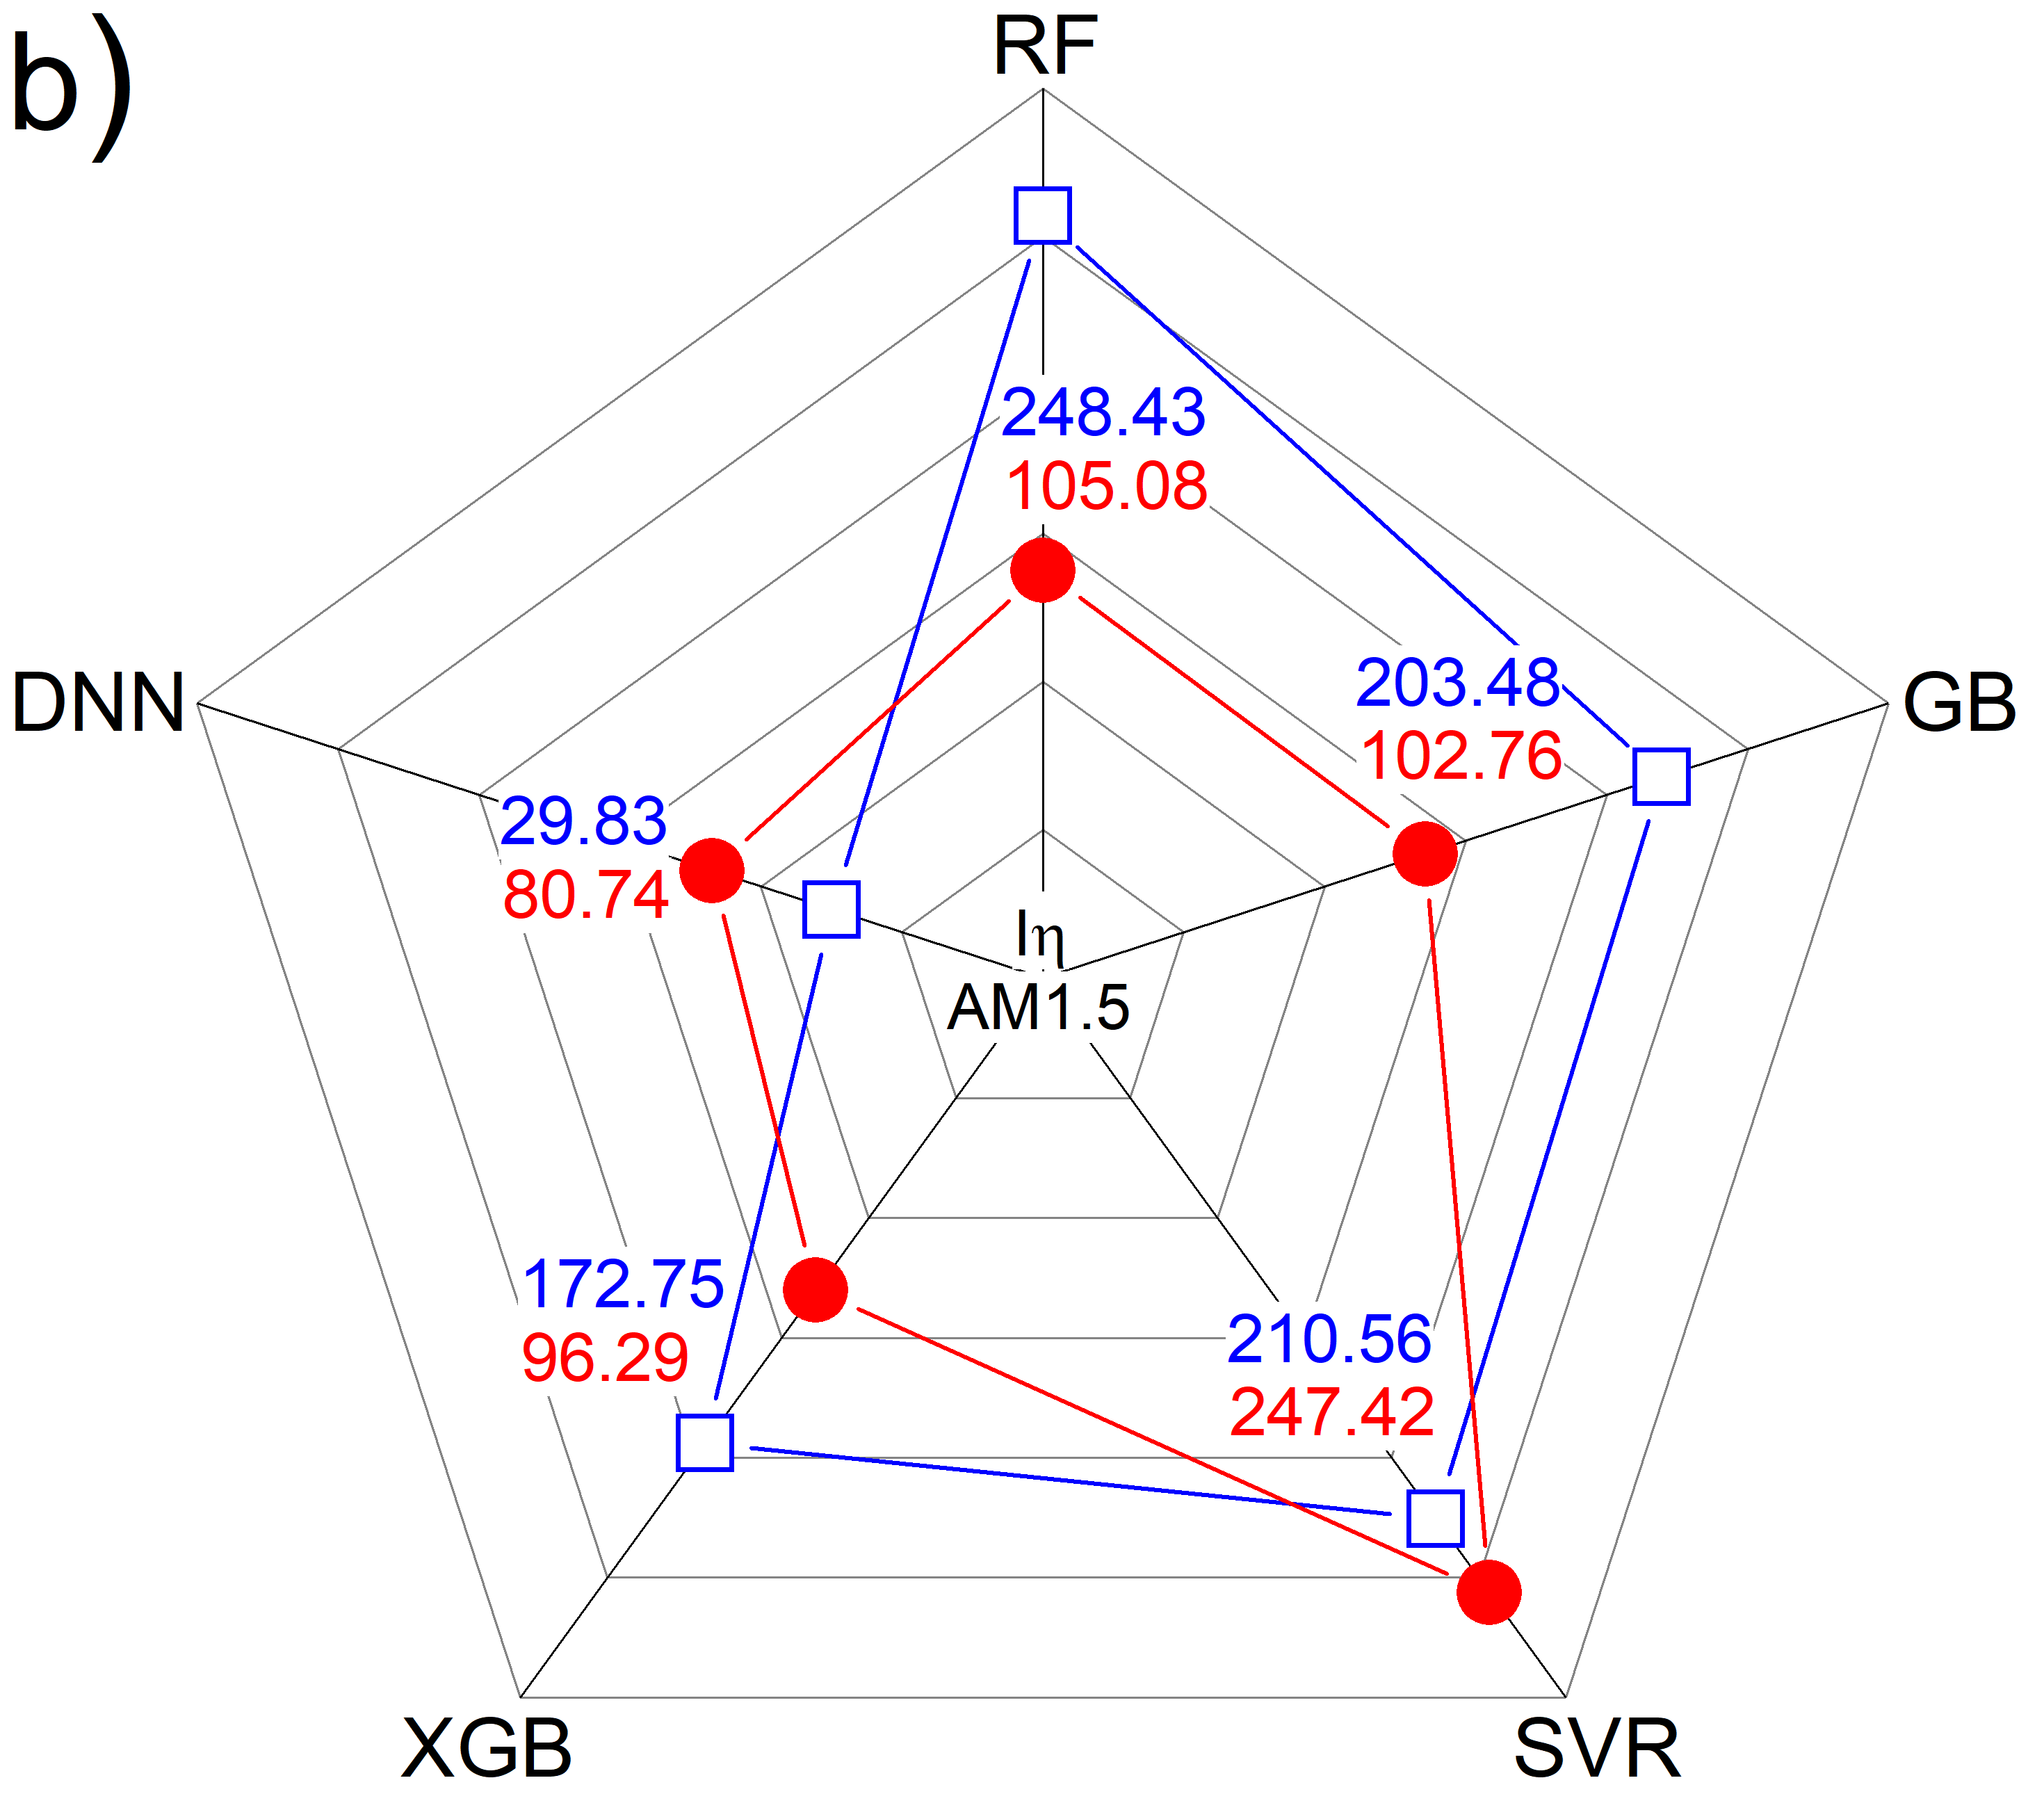 b)
RF
248.43
105.08
203.48
102.76
GB
DNN
29.83
80.74
Iη
AM1.5
172.75
96.29
210.56
247.42
XGB
SVR